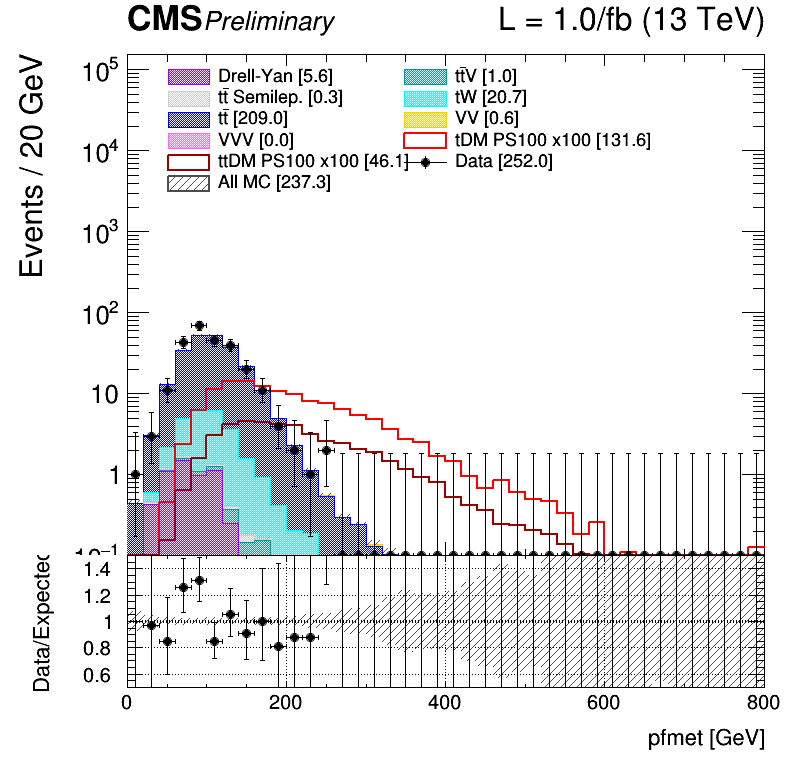 CMS Preliminary L = 1.0/fb (13 TeV)
Events / 20 GeV
10⁵
10⁴
10³
10²
10
1
10⁻¹
Drell-Yan [5.6]
tt̄ Semilep. [0.3]
tt̄ [209.0]
VVV [0.0]
ttDM PS100 x100 [46.1]
All MC [237.3]
tt̄V [1.0]
tW [20.7]
VV [0.6]
tDM PS100 x100 [131.6]
Data [252.0]
Data/Expected
1.4
1.2
1
0.8
0.6
0 200 400 600 800
pfmet [GeV]